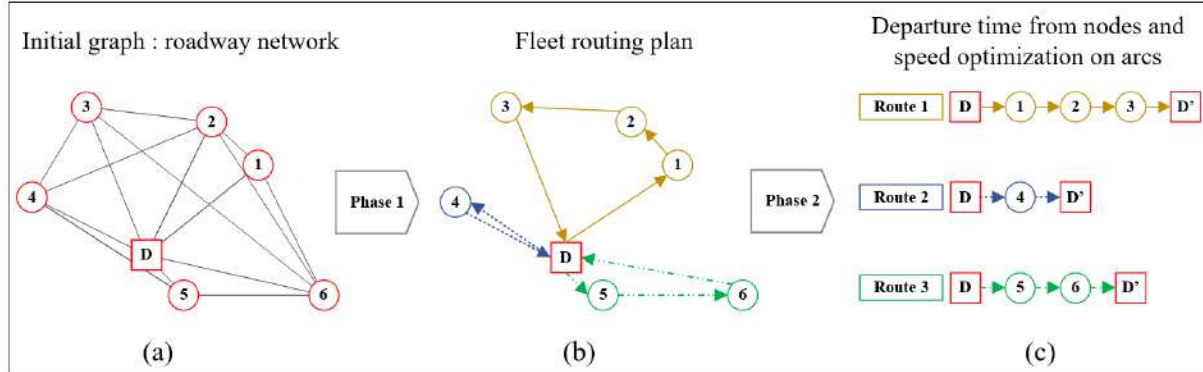 Initial graph : roadway network
3
2
1
4
D
5
6
(a)
Phase 1
Fleet routing plan
3
2
1
4
D
5
6
(b)
Phase 2
Departure time from nodes and
speed optimization on arcs
Route 1 D 1 2 3 D'
Route 2 D 4 D'
Route 3 D 5 6 D'
(c)